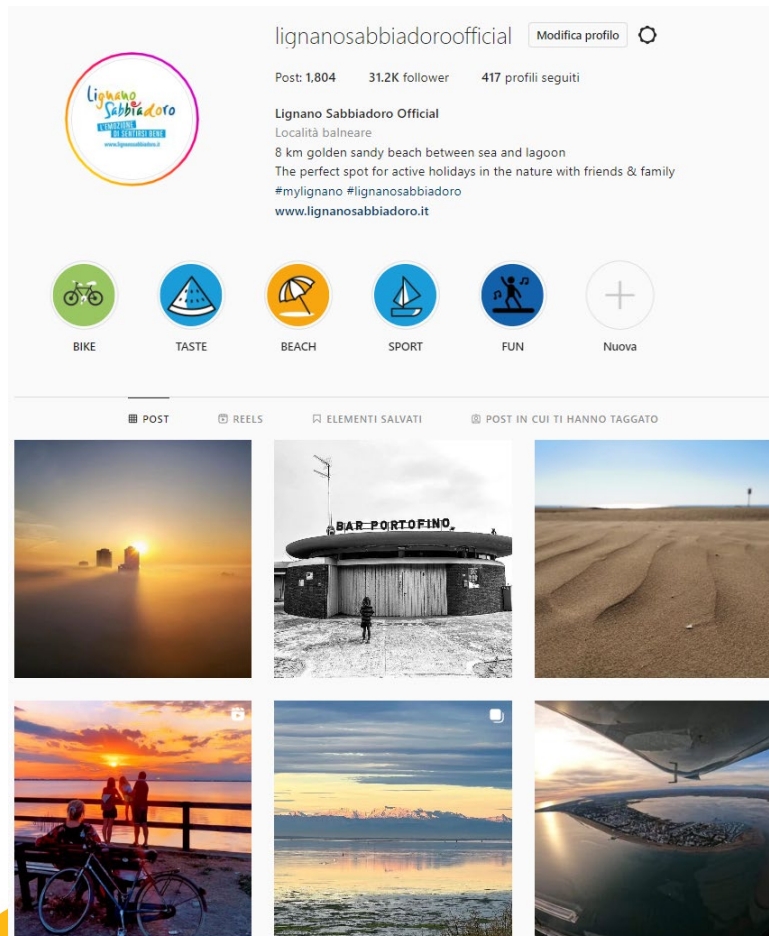 lignanosabbiadoroofficial Modifica profilo
Post: 1,804 31.2K follower 417 profili seguiti
Lignano
Sabbiadoro
L'EMOZIONE
DI SENTIRSI BENE
www.lignanosabbiadoro.it
Lignano Sabbiadoro Official
Località balneare
8 km golden sandy beach between sea and lagoon
The perfect spot for active holidays in the nature with friends & family
#mylignano #lignanosabbiadoro
www.lignanosabbiadoro.it
BIKE TASTE BEACH SPORT FUN Nuova
POST REELS ELEMENTI SALVATI POST IN CUI TI HANNO TAGGATO
BAR PORTOFINO